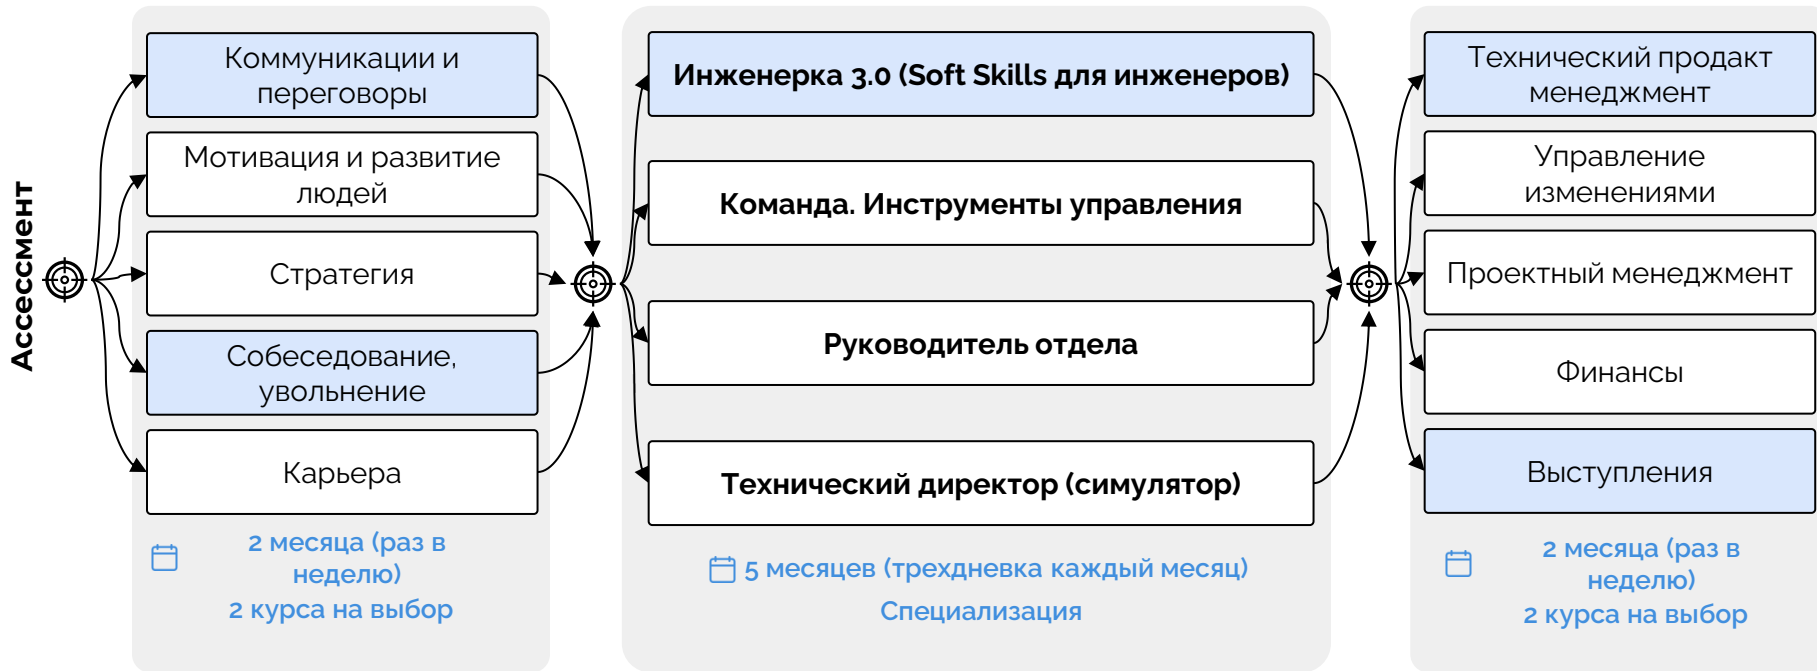 Ассессмент
Коммуникации и
переговоры
Мотивация и развитие
людей
Стратегия
Собеседование,
увольнение
Карьера
2 месяца (раз в
неделю)
2 курса на выбор
Инженерка 3.0 (Soft Skills для инженеров)
Команда. Инструменты управления
Руководитель отдела
Технический директор (симулятор)
5 месяцев (трехдневка каждый месяц)
Специализация
Технический продакт
менеджмент
Управление
изменениями
Проектный менеджмент
Финансы
Выступления
2 месяца (раз в
неделю)
2 курса на выбор